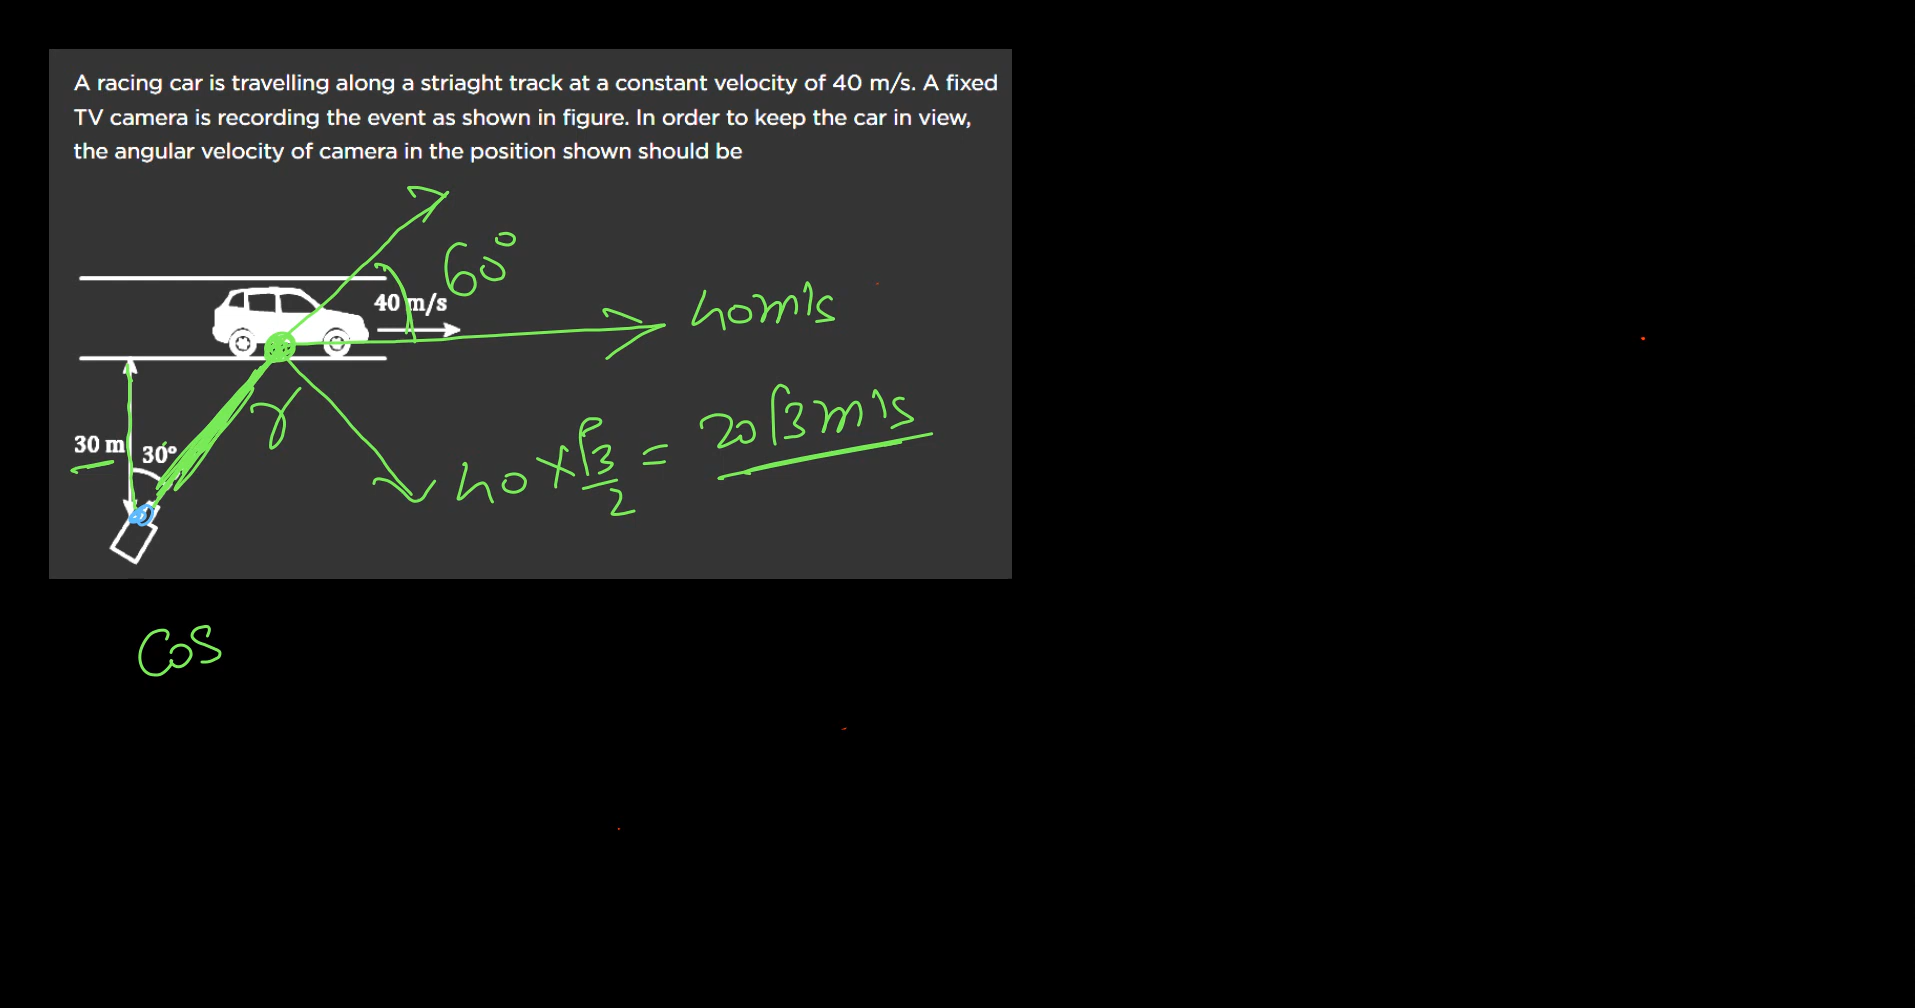 A racing car is travelling along a striaght track at a constant velocity of 40 m/s. A fixed
TV camera is recording the event as shown in figure. In order to keep the car in view,
the angular velocity of camera in the position shown should be
60°
40 m/s
40m/s
r
30 m
30°
40 × √3/2 = 20√3 m/s
Cos